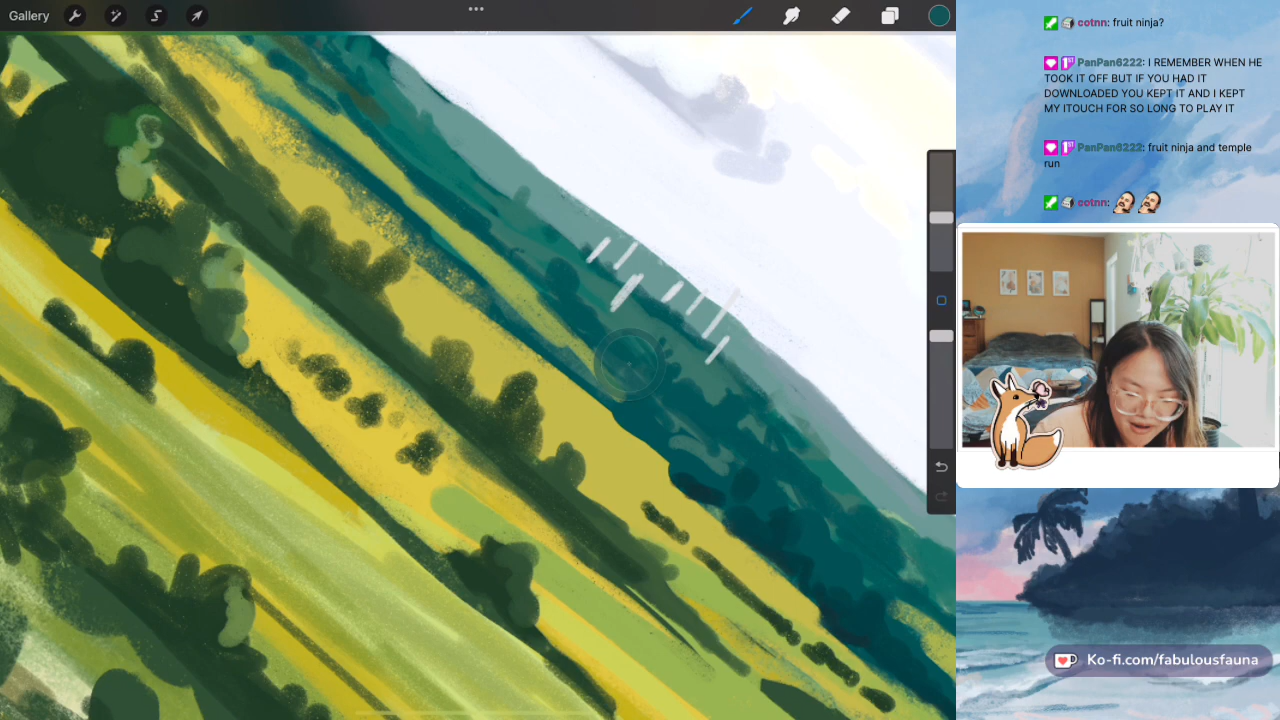 Gallery
cotnn: fruit ninja?
PanPan6222: I REMEMBER WHEN HE
TOOK IT OFF BUT IF YOU HAD IT
DOWNLOADED YOU KEPT IT AND I KEPT
MY ITOUCH FOR SO LONG TO PLAY IT
PanPan6222: fruit ninja and temple
run
cotnn:
Ko-fi.com/fabulousfauna